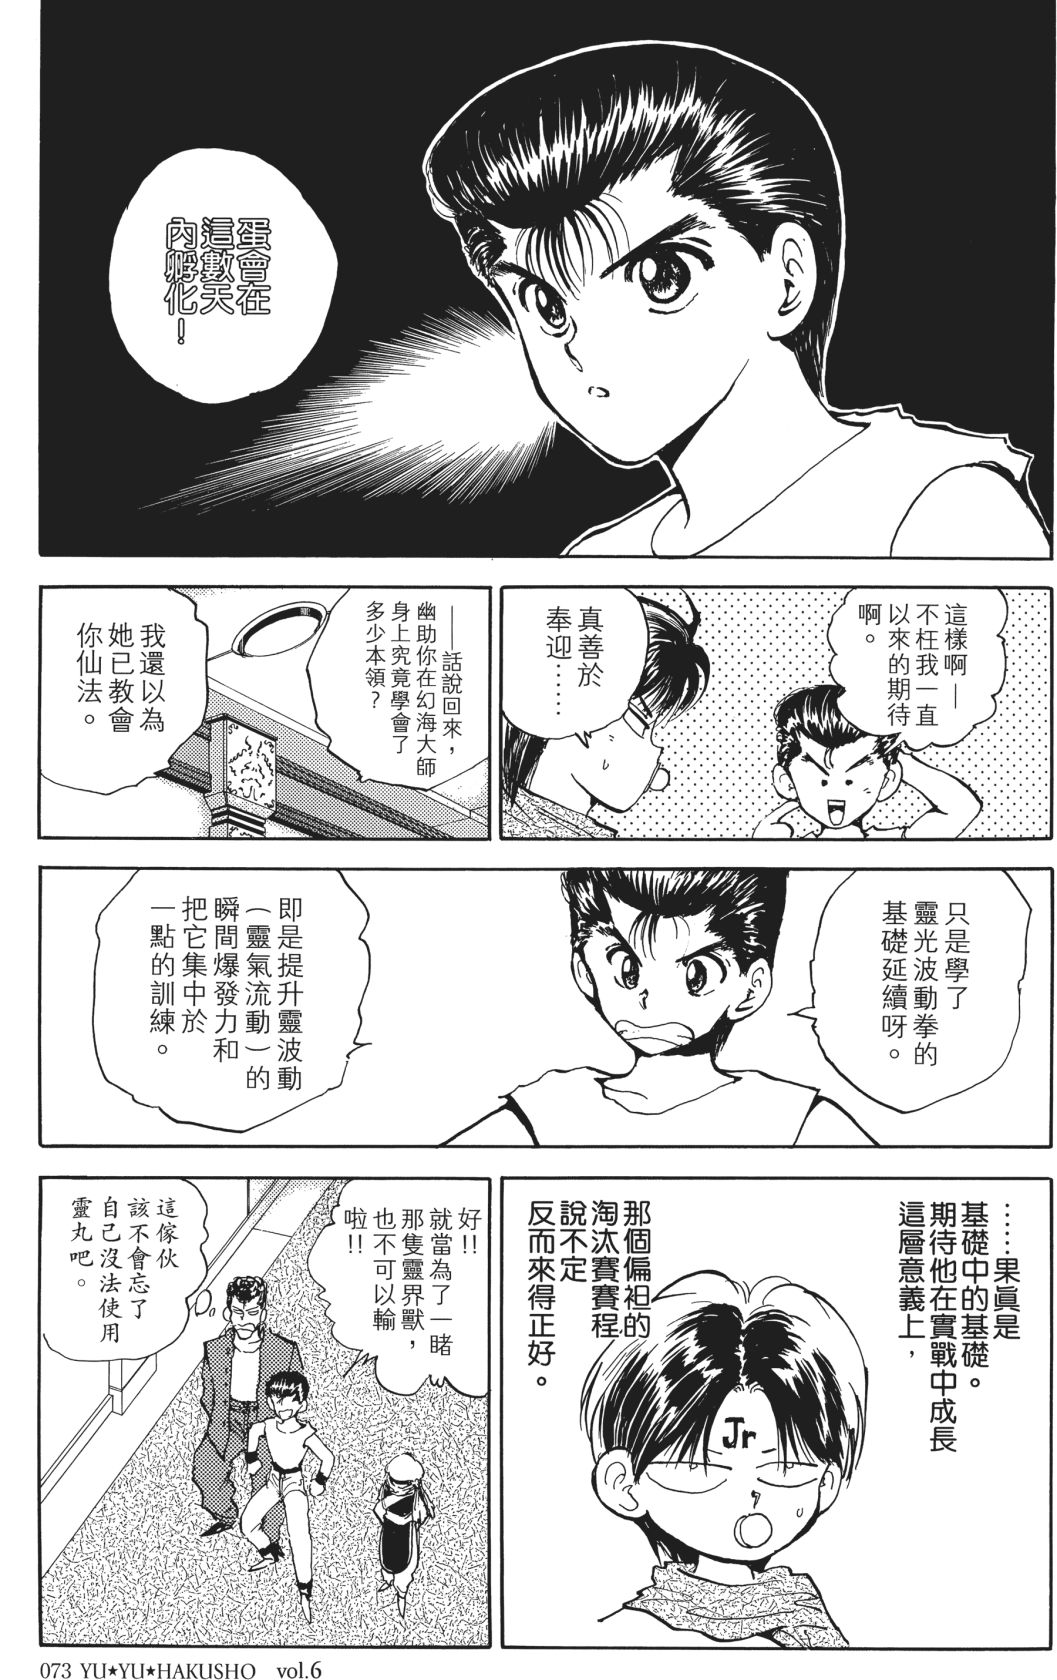 蛋會在
這數天
內孵化！
這樣啊—
不枉我一直
以來的期待
啊。
真善於
奉迎……
——話說回來，
幽助你在幻海大師
身上究竟學會了
多少本領？
我還以為
她已教會
你仙法。
只是學了
靈光波動拳的
基礎延續呀。
即是提升靈波動
（靈氣流動）的
瞬間爆發力和
把它集中於
一點的訓練。
……果真是
基礎中的基礎。
期待他在實戰中成長
這層意義上，
那個偏袒的
淘汰賽賽程
說不定
反而來得正好。
Jr
好!!
就當為了一睹
那隻靈界獸，
也不可以輸
啦!!
這傢伙
該不會忘了
自己沒法使用
靈丸吧。
073 YU★YU★HAKUSHO vol.6